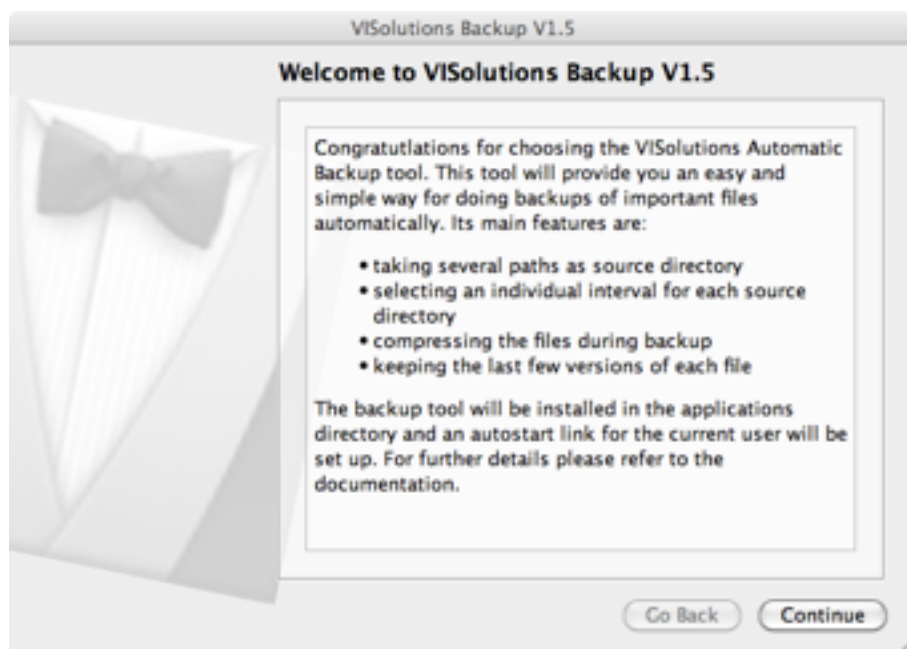 VISolutions Backup V1.5
Welcome to VISolutions Backup V1.5
Congratutlations for choosing the VISolutions Automatic
Backup tool. This tool will provide you an easy and
simple way for doing backups of important files
automatically. Its main features are:
• taking several paths as source directory
• selecting an individual interval for each source
directory
• compressing the files during backup
• keeping the last few versions of each file
The backup tool will be installed in the applications
directory and an autostart link for the current user will be
set up. For further details please refer to the
documentation.
Go Back
Continue